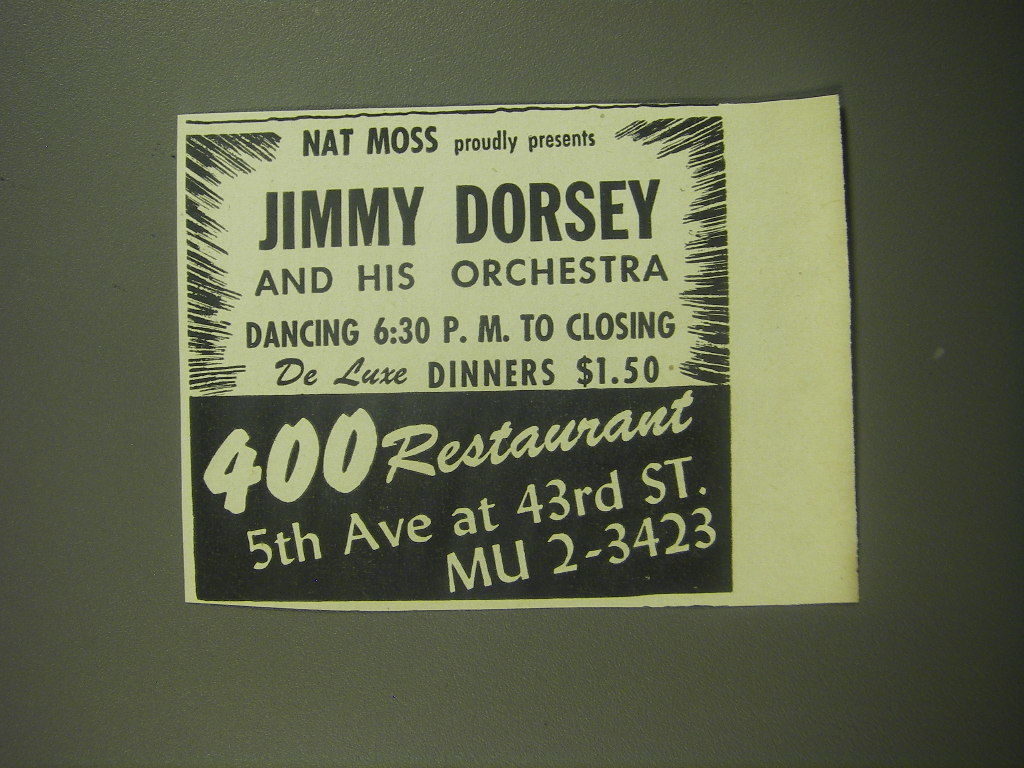 NAT MOSS proudly presents
JIMMY DORSEY
AND HIS ORCHESTRA
DANCING 6:30 P. M. TO CLOSING
De Luxe DINNERS $1.50
400 Restaurant
5th Ave at 43rd ST.
MU 2-3423